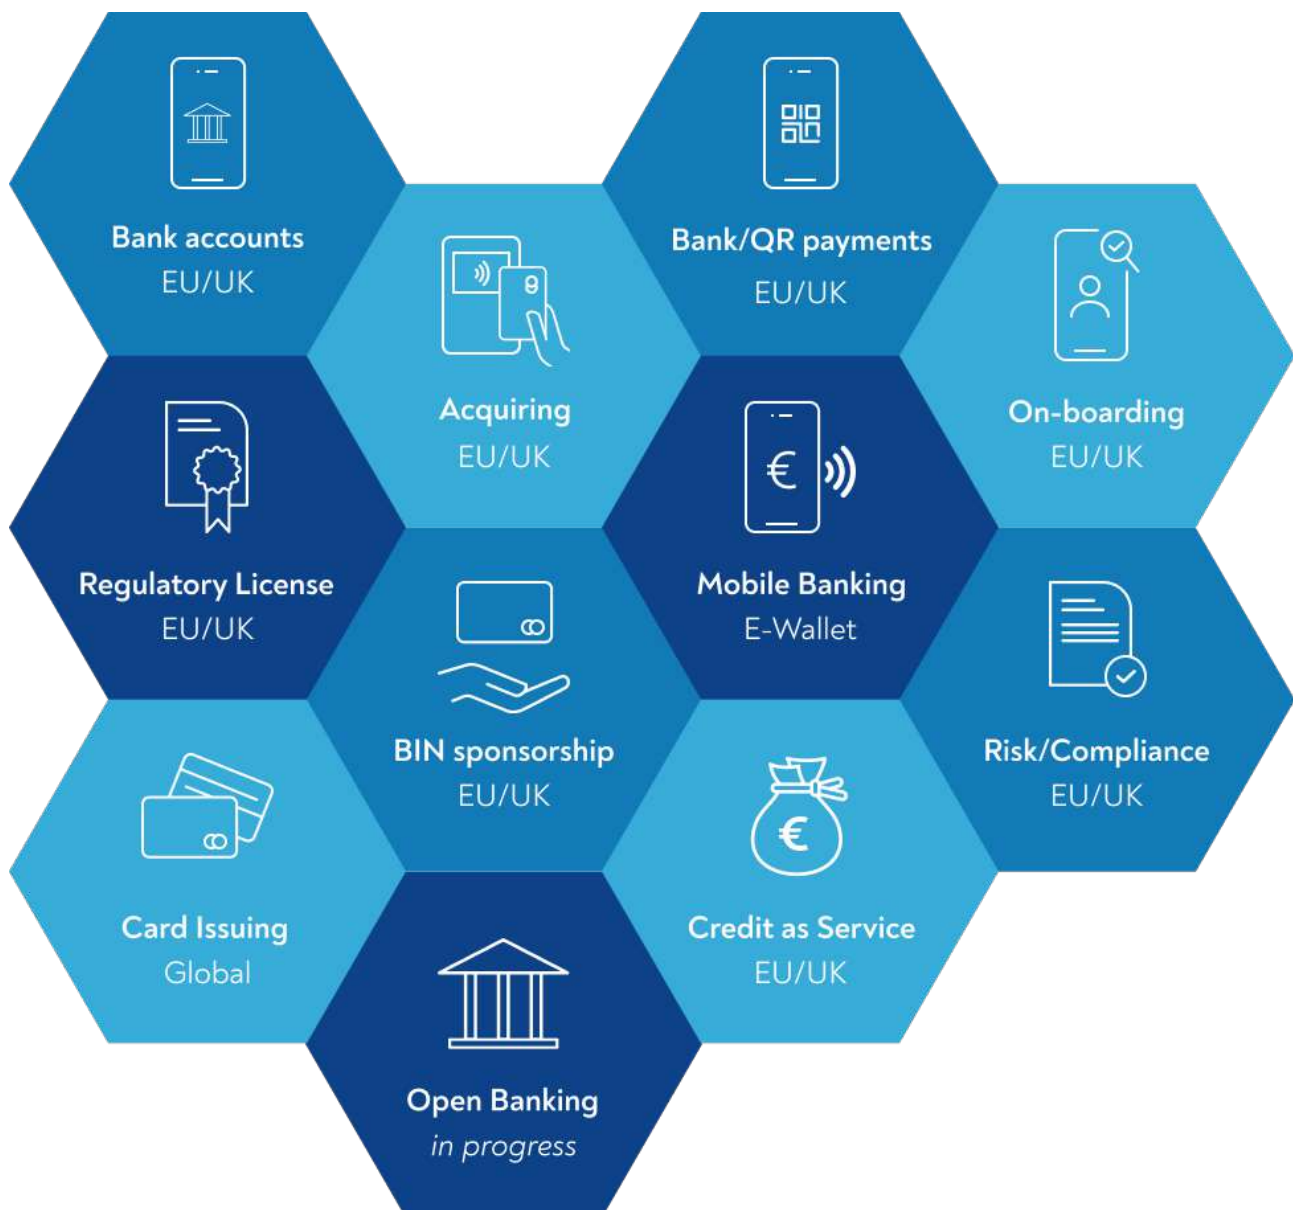 Bank accounts
EU/UK
Bank/QR payments
EU/UK
Acquiring
EU/UK
On-boarding
EU/UK
Regulatory License
EU/UK
Mobile Banking
E-Wallet
BIN sponsorship
EU/UK
Risk/Compliance
EU/UK
Card Issuing
Global
Credit as Service
EU/UK
Open Banking
in progress